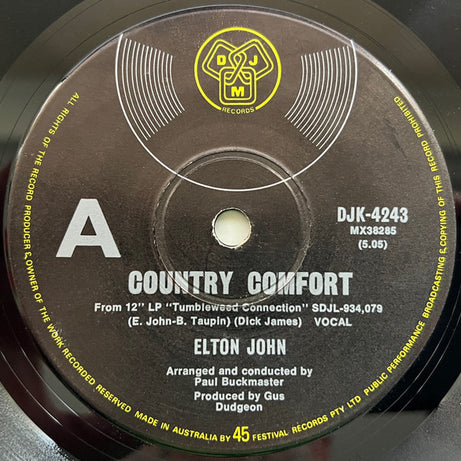 DJM
RECORDS
A
DJK-4243
MX38285
(5.05)
COUNTRY COMFORT
From 12" LP "Tumbleweed Connection" SDJL-934,079
(E. John-B. Taupin) (Dick James) VOCAL
ELTON JOHN
Arranged and conducted by
Paul Buckmaster
Produced by Gus
Dudgeon
ALL RIGHTS OF THE RECORD PRODUCER & OWNER OF THE WORK RECORDED RESERVED MADE IN AUSTRALIA BY 45 FESTIVAL RECORDS PTY LTD PUBLIC PERFORMANCE BROADCASTING & COPYING OF THIS RECORD PROHIBITED